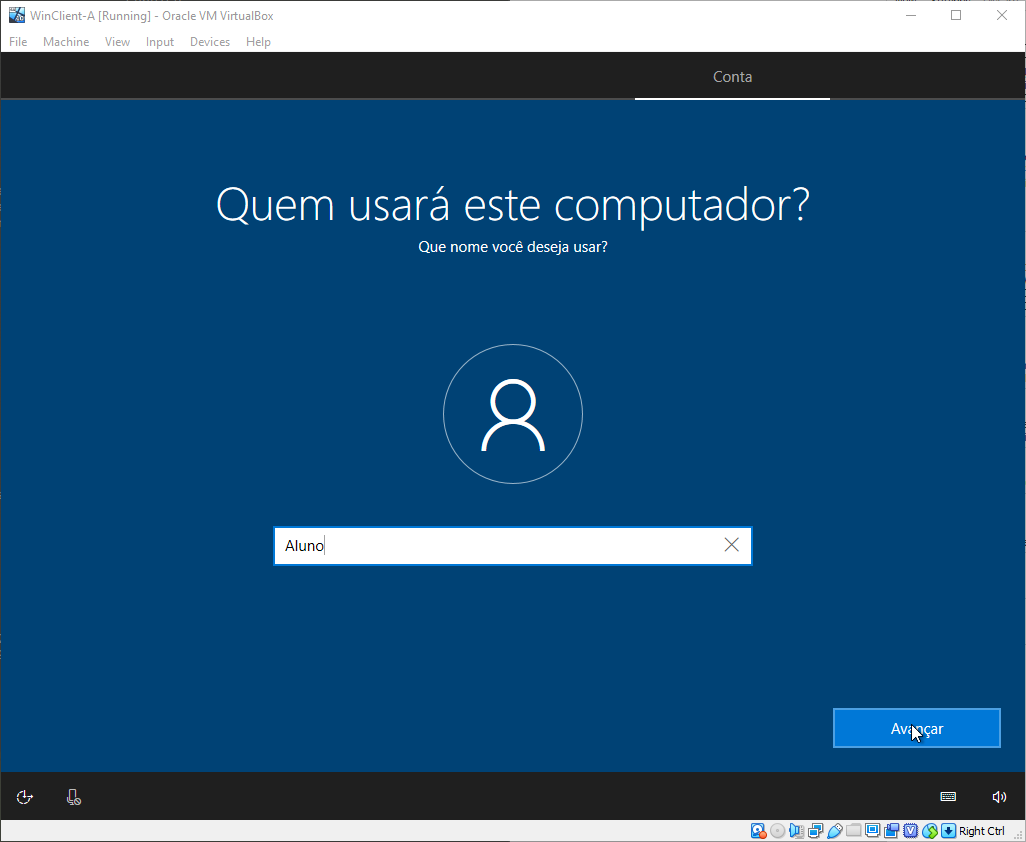 WinClient-A [Running] - Oracle VM VirtualBox
File Machine View Input Devices Help
Conta
Quem usará este computador?
Que nome você deseja usar?
Aluno
Avançar
Right Ctrl